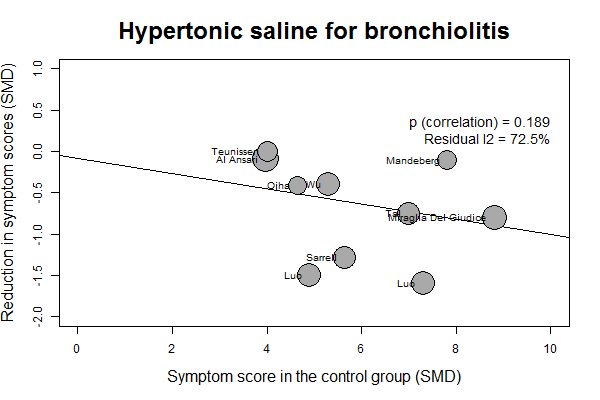 Hypertonic saline for bronchiolitis
Reduction in symptom scores (SMD)
1.0
0.5
0.0
-0.5
-1.0
-1.5
-2.0
p (correlation) = 0.189
Residual I2 = 72.5%
Teunissen
Al Ansari
Mandeberg
Ojha
Wu
Tal
Miraglia Del Giudice
Sarrell
Luo
Luo
0
2
4
6
8
10
Symptom score in the control group (SMD)